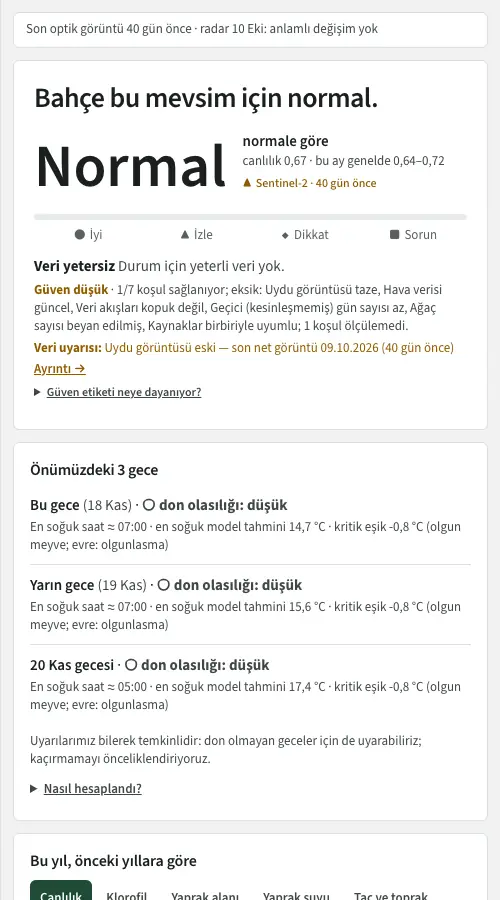 Son optik görüntü 40 gün önce · radar 10 Eki: anlamlı değişim yok
Bahçe bu mevsim için normal.
Normal
normale göre
canlılık 0,67 · bu ay genelde 0,64–0,72
▲ Sentinel-2 · 40 gün önce
● İyi
▲ İzle
◆ Dikkat
■ Sorun
Veri yetersiz Durum için yeterli veri yok.
Güven düşük · 1/7 koşul sağlanıyor; eksik: Uydu görüntüsü taze, Hava verisi
güncel, Veri akışları kopuk değil, Geçici (kesinleşmemiş) gün sayısı az, Ağaç
sayısı beyan edilmiş, Kaynaklar birbiriyle uyumlu; 1 koşul ölçülemedi.
Veri uyarısı: Uydu görüntüsü eski — son net görüntü 09.10.2026 (40 gün önce)
Ayrıntı →
▶ Güven etiketi neye dayanıyor?
Önümüzdeki 3 gece
Bu gece (18 Kas) · ○ don olasılığı: düşük
En soğuk saat ≈ 07:00 · en soğuk model tahmini 14,7 °C · kritik eşik -0,8 °C (olgun
meyve; evre: olgunlasma)
Yarın gece (19 Kas) · ○ don olasılığı: düşük
En soğuk saat ≈ 07:00 · en soğuk model tahmini 15,6 °C · kritik eşik -0,8 °C (olgun
meyve; evre: olgunlasma)
20 Kas gecesi · ○ don olasılığı: düşük
En soğuk saat ≈ 05:00 · en soğuk model tahmini 17,4 °C · kritik eşik -0,8 °C (olgun
meyve; evre: olgunlasma)
Uyarılarımız bilerek temkinlidir: don olmayan geceler için de uyarabiliriz;
kaçırmamayı önceliklendiriyoruz.
▶ Nasıl hesaplandı?
Bu yıl, önceki yıllara göre
Canlılık Klorofil Yaprak alanı Yaprak suyu Taç ve toprak